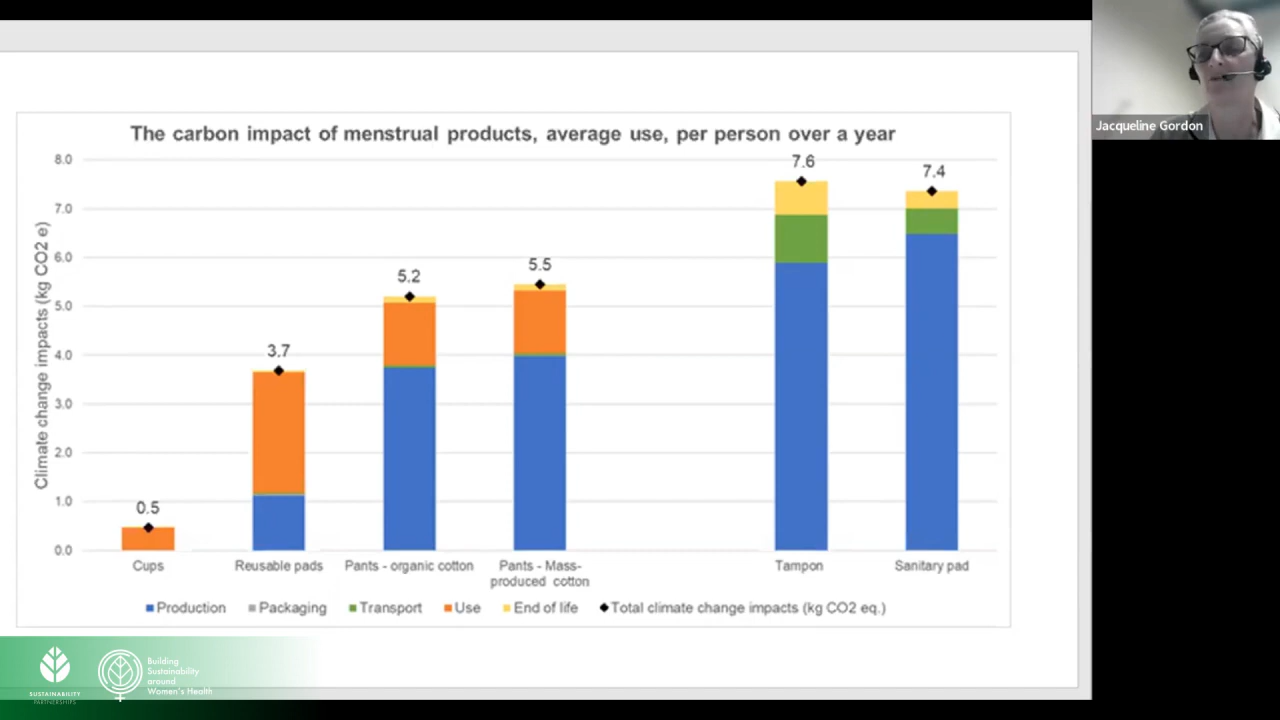 Jacqueline Gordon
The carbon impact of menstrual products, average use, per person over a year
Climate change impacts (kg CO2 e)
8.0
7.0
6.0
5.0
4.0
3.0
2.0
1.0
0.0
0.5
3.7
5.2
5.5
7.6
7.4
Cups
Reusable pads
Pants - organic cotton
Pants - Mass-
produced cotton
Tampon
Sanitary pad
Production Packaging Transport Use End of life Total climate change impacts (kg CO2 eq.)
SUSTAINABILITY
PARTNERSHIPS
Building
Sustainability
around
Women's Health